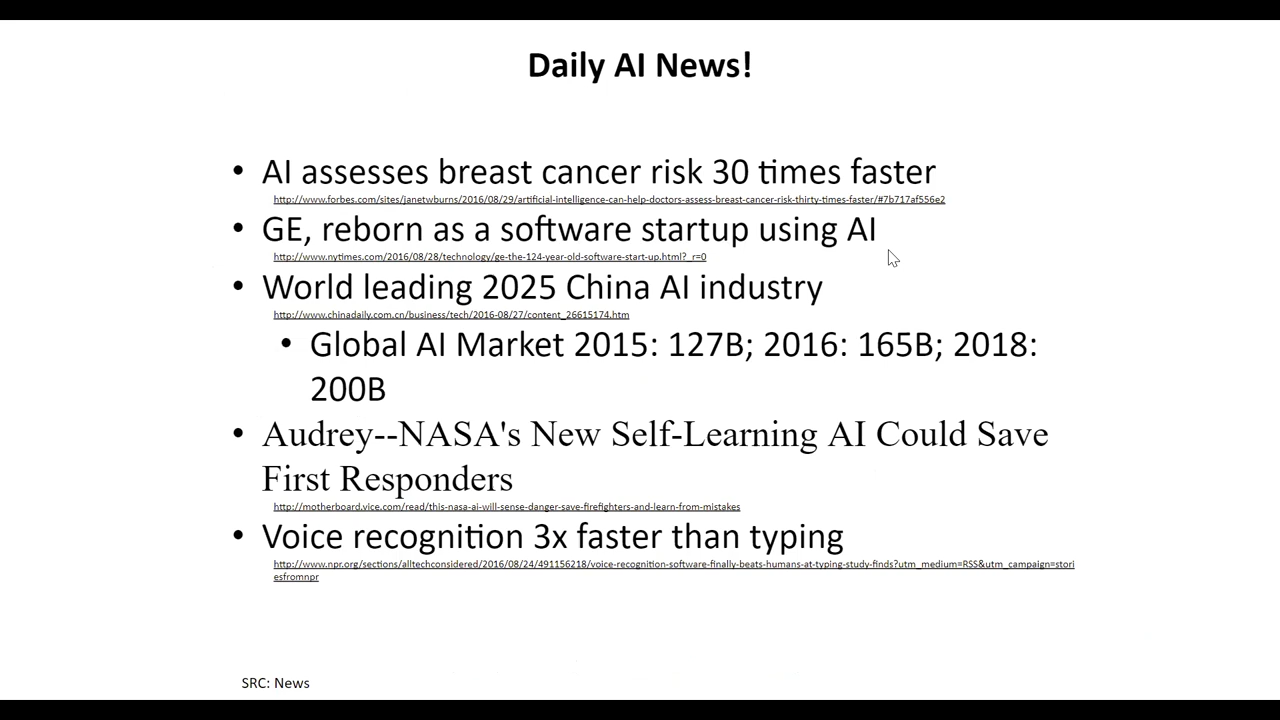 Daily AI News!
• AI assesses breast cancer risk 30 times faster
http://www.forbes.com/sites/janetwburns/2016/08/29/artificial-intelligence-can-help-doctors-assess-breast-cancer-risk-thirty-times-faster/#7b717af556e2
• GE, reborn as a software startup using AI
http://www.nytimes.com/2016/08/28/technology/ge-the-124-year-old-software-start-up.html?_r=0
• World leading 2025 China AI industry
http://www.chinadaily.com.cn/business/tech/2016-08/27/content_26615174.htm
• Global AI Market 2015: 127B; 2016: 165B; 2018:
200B
• Audrey--NASA's New Self-Learning AI Could Save
First Responders
http://motherboard.vice.com/read/this-nasa-ai-will-sense-danger-save-firefighters-and-learn-from-mistakes
• Voice recognition 3x faster than typing
http://www.npr.org/sections/alltechconsidered/2016/08/24/491156218/voice-recognition-software-finally-beats-humans-at-typing-study-finds?utm_medium=RSS&utm_campaign=stori
esfromnpr
SRC: News